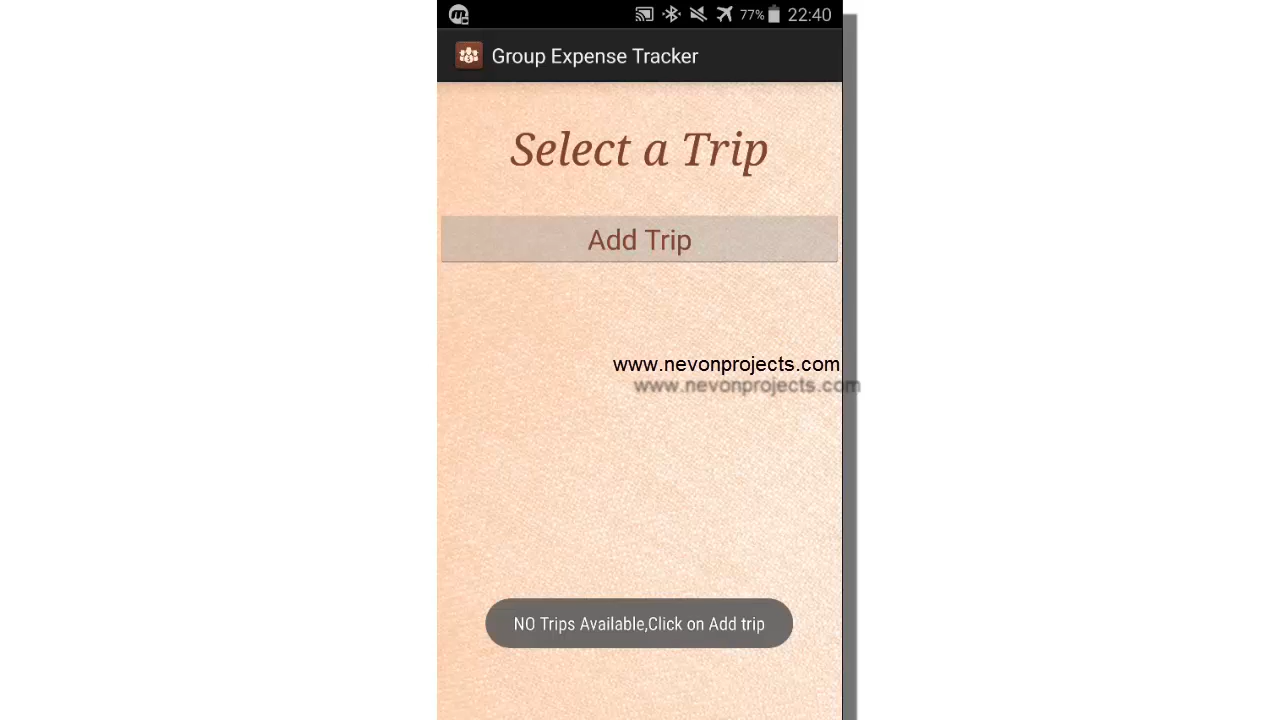 77% 22:40
Group Expense Tracker
Select a Trip
Add Trip
www.nevonprojects.com
www.nevonprojects.com
NO Trips Available,Click on Add trip